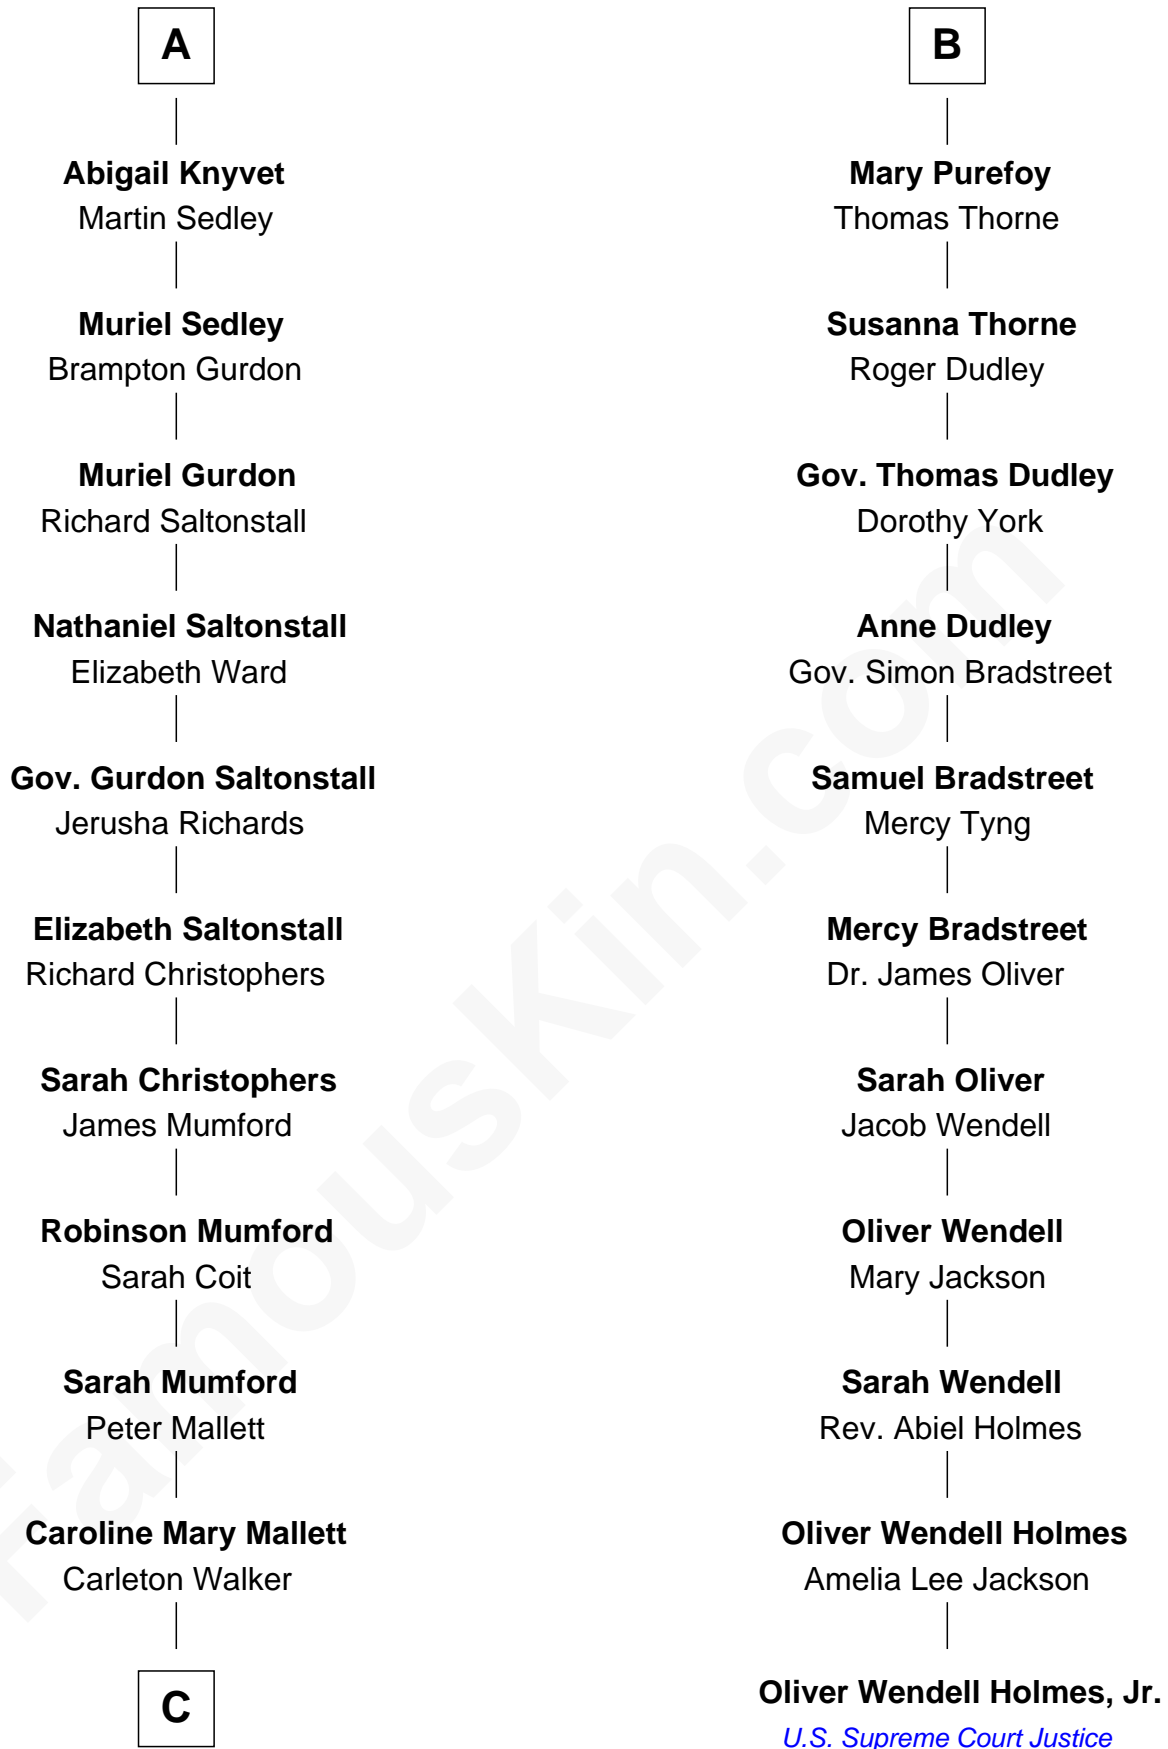 A
Abigail Knyvet
Martin Sedley
Muriel Sedley
Brampton Gurdon
Muriel Gurdon
Richard Saltonstall
Nathaniel Saltonstall
Elizabeth Ward
Gov. Gurdon Saltonstall
Jerusha Richards
Elizabeth Saltonstall
Richard Christophers
Sarah Christophers
James Mumford
Robinson Mumford
Sarah Coit
Sarah Mumford
Peter Mallett
Caroline Mary Mallett
Carleton Walker
C
B
Mary Purefoy
Thomas Thorne
Susanna Thorne
Roger Dudley
Gov. Thomas Dudley
Dorothy York
Anne Dudley
Gov. Simon Bradstreet
Samuel Bradstreet
Mercy Tyng
Mercy Bradstreet
Dr. James Oliver
Sarah Oliver
Jacob Wendell
Oliver Wendell
Mary Jackson
Sarah Wendell
Rev. Abiel Holmes
Oliver Wendell Holmes
Amelia Lee Jackson
Oliver Wendell Holmes, Jr.
U.S. Supreme Court Justice
FamousKin.com